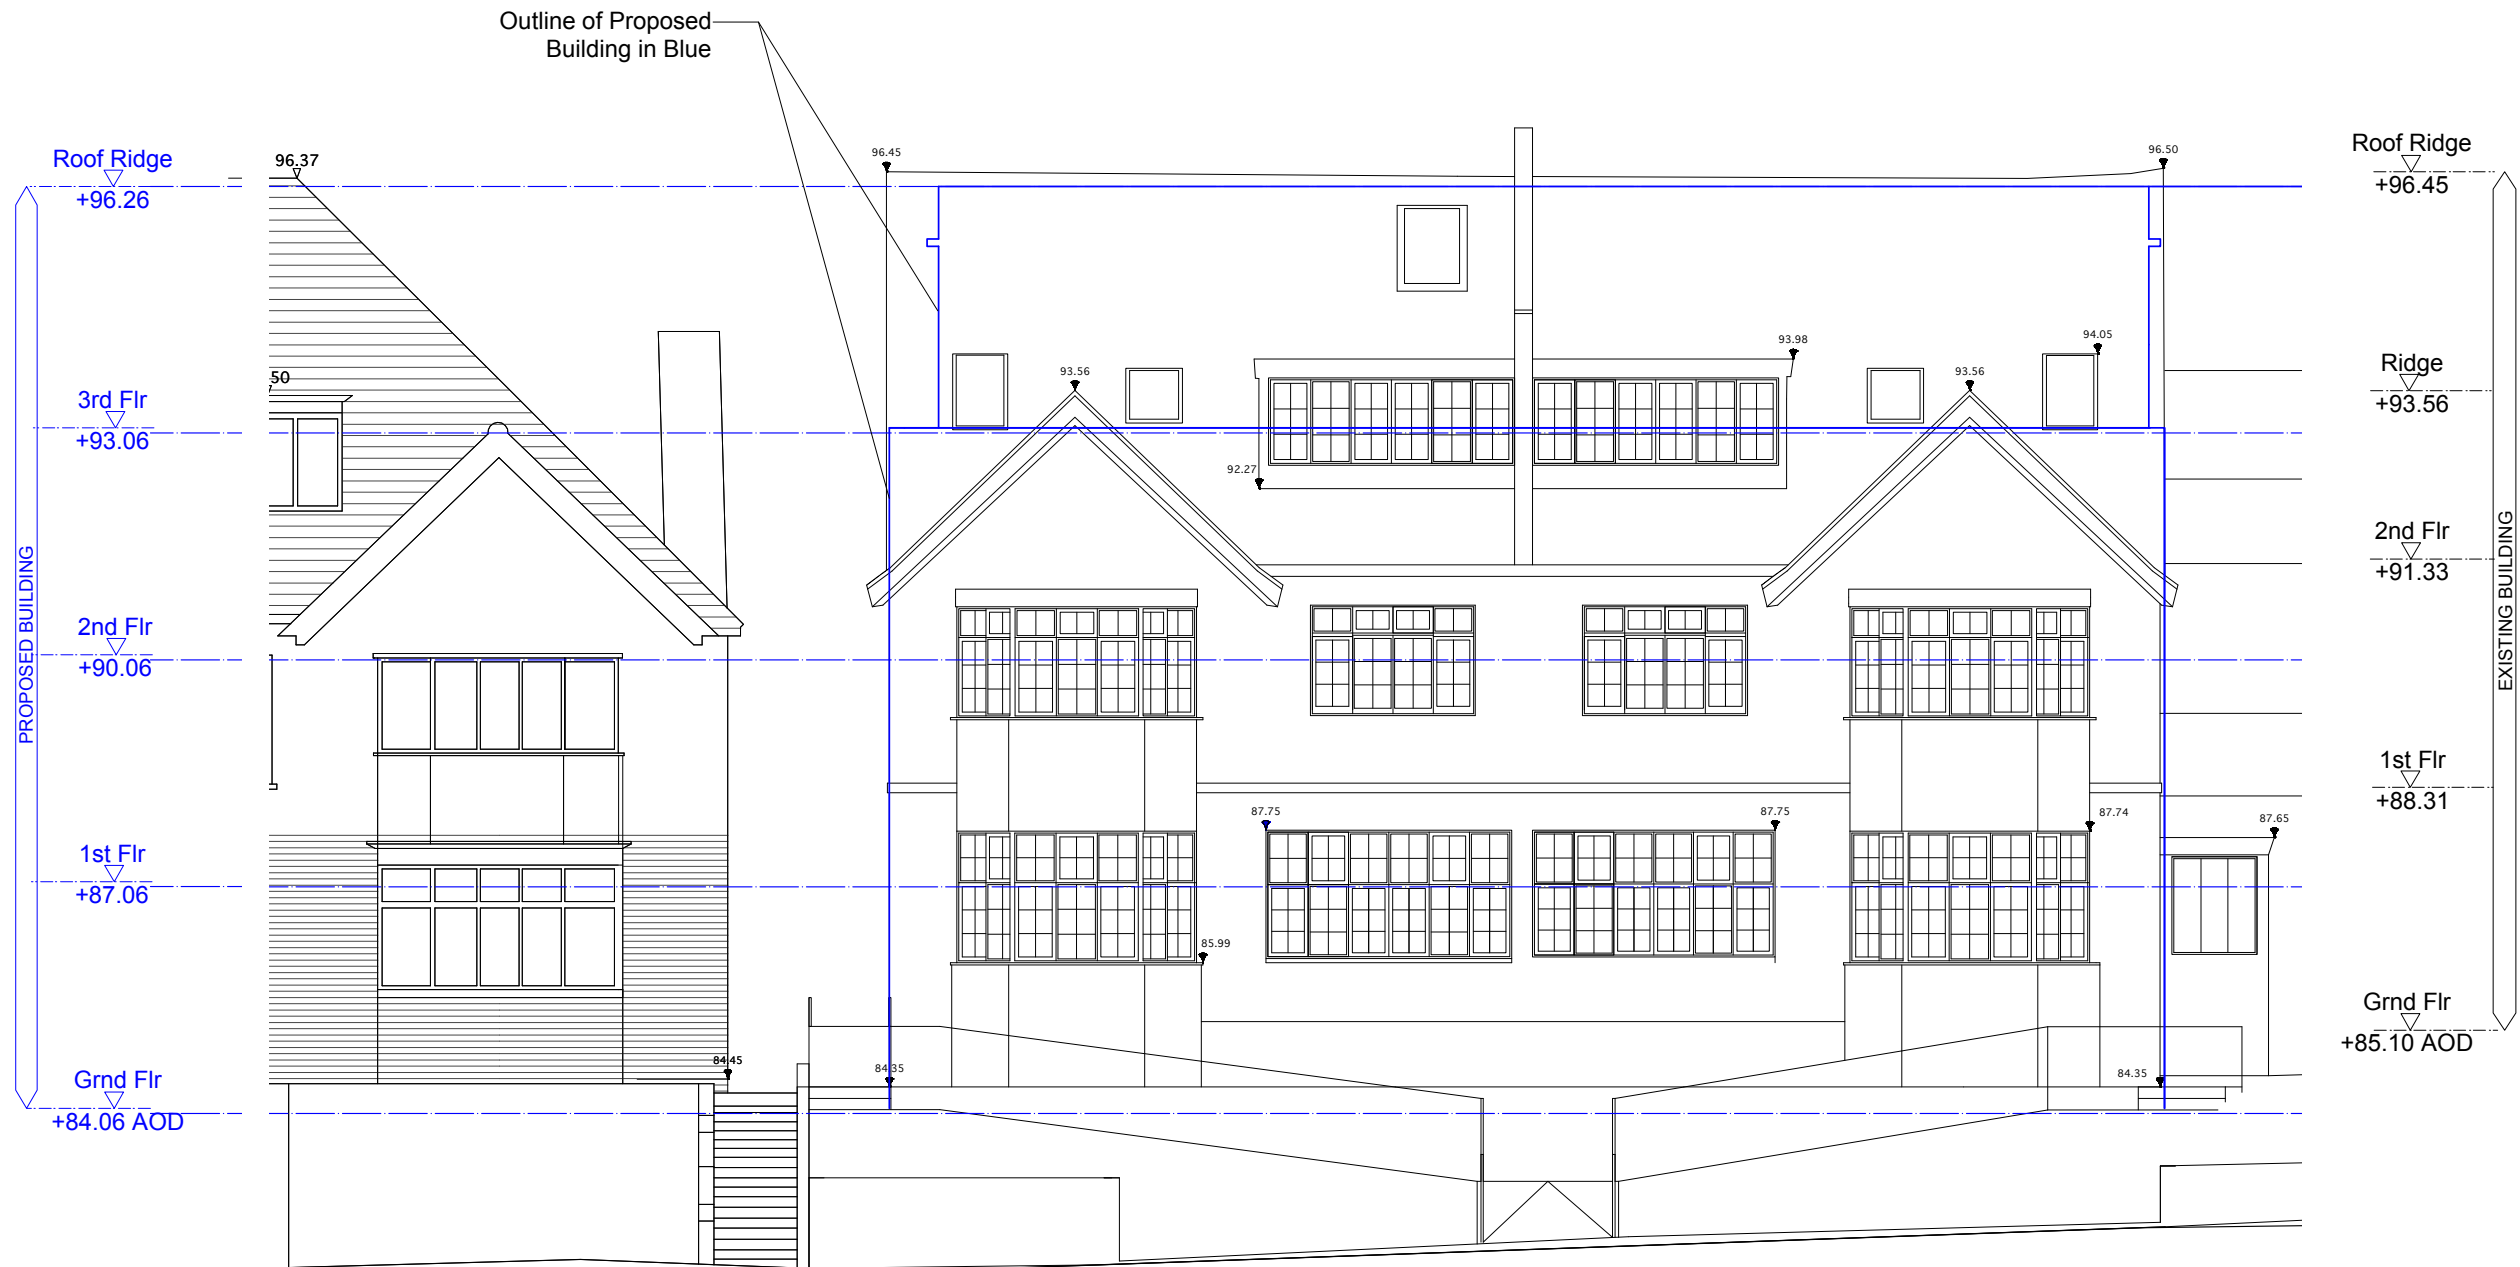 Outline of Proposed
Building in Blue
Roof Ridge
+96.26
3rd Flr
+93.06
2nd Flr
+90.06
1st Flr
+87.06
Grnd Flr
+84.06 AOD
PROPOSED BUILDING
96.37
50
84.45
96.45
96.50
93.98
94.05
93.56
93.56
92.27
87.75
87.75
87.74
87.65
85.99
84.35
84.35
Roof Ridge
+96.45
Ridge
+93.56
2nd Flr
+91.33
1st Flr
+88.31
Grnd Flr
+85.10 AOD
EXISTING BUILDING